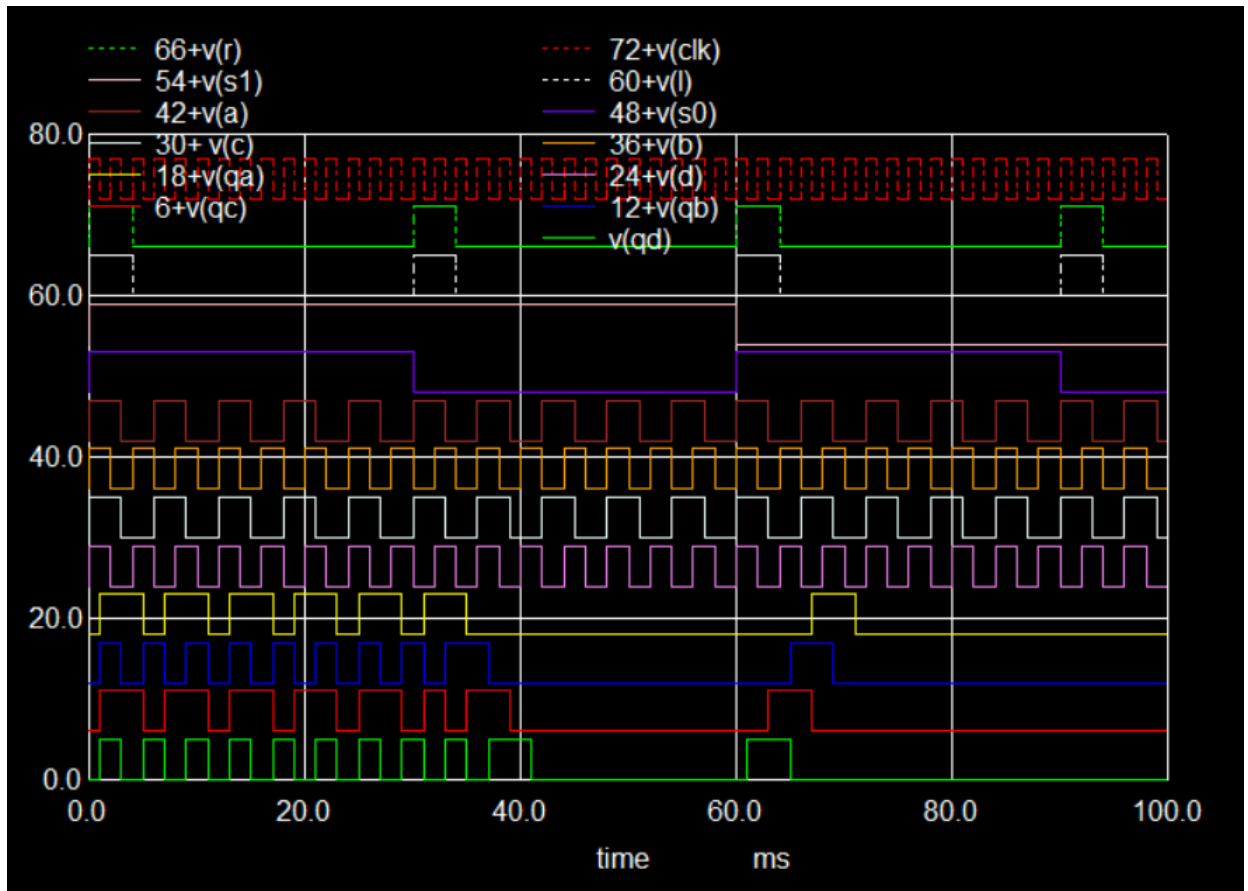 66+v(r) 72+v(clk)
54+v(s1) 60+v(l)
42+v(a) 48+v(s0)
80.0
30+ v(c) 36+v(b)
18+v(qa) 24+v(d)
6+v(qc) 12+v(qb)
v(qd)
60.0
40.0
20.0
0.0
0.0 20.0 40.0 60.0 80.0 100.0
time ms